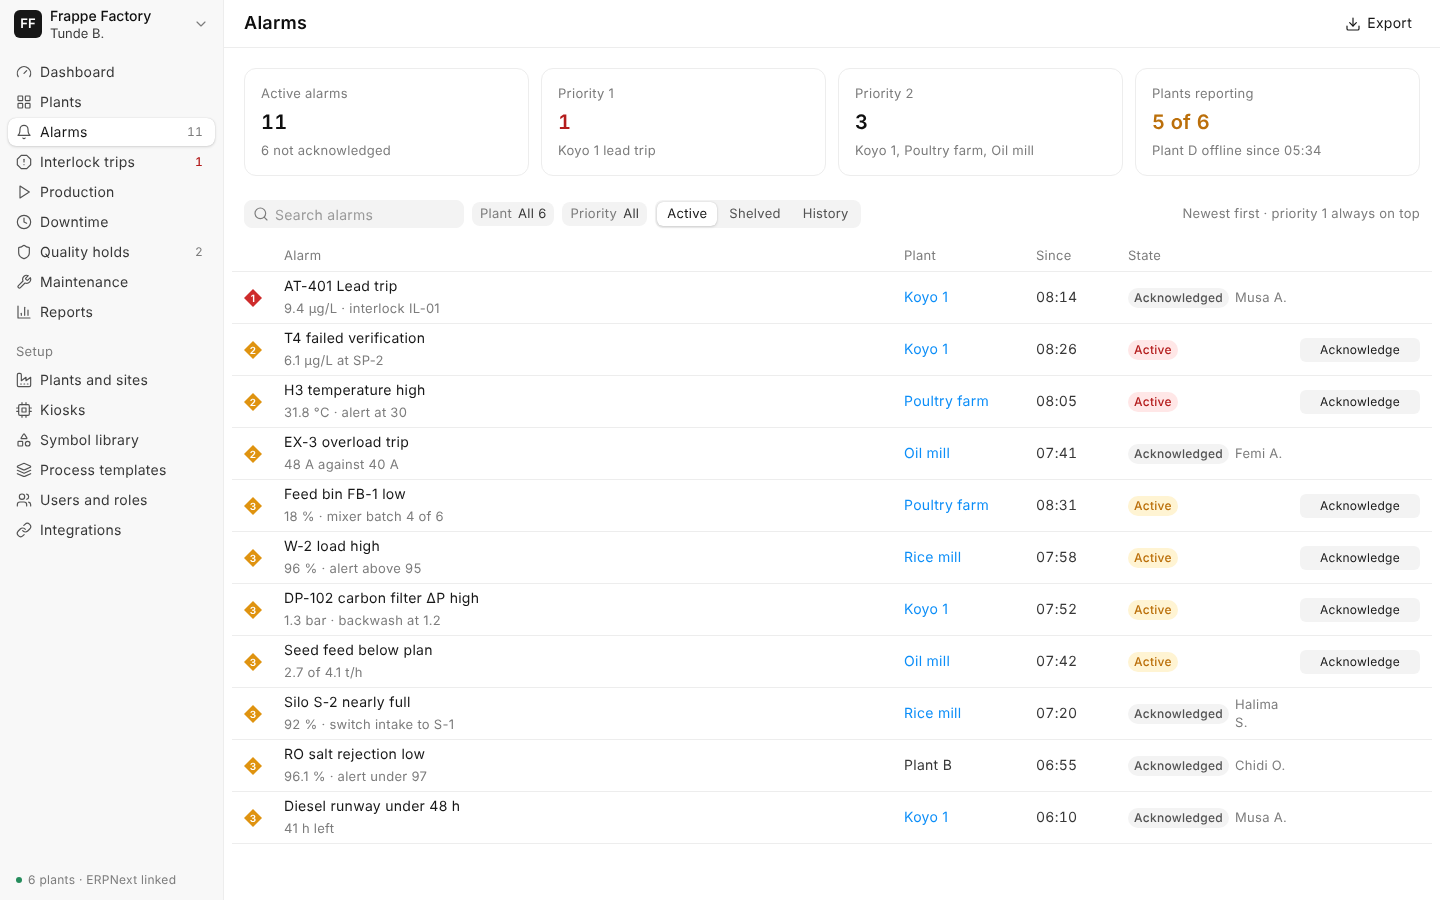 FF
Frappe Factory
Tunde B.
Dashboard
Plants
Alarms 11
Interlock trips 1
Production
Downtime
Quality holds 2
Maintenance
Reports
Setup
Plants and sites
Kiosks
Symbol library
Process templates
Users and roles
Integrations
6 plants · ERPNext linked
Alarms
Export
Active alarms
11
6 not acknowledged
Priority 1
1
Koyo 1 lead trip
Priority 2
3
Koyo 1, Poultry farm, Oil mill
Plants reporting
5 of 6
Plant D offline since 05:34
Search alarms
Plant All 6
Priority All
Active
Shelved
History
Newest first · priority 1 always on top
Alarm Plant Since State
1 AT-401 Lead trip Koyo 1 08:14 Acknowledged Musa A.
9.4 µg/L · interlock IL-01
2 T4 failed verification Koyo 1 08:26 Active Acknowledge
6.1 µg/L at SP-2
2 H3 temperature high Poultry farm 08:05 Active Acknowledge
31.8 °C · alert at 30
2 EX-3 overload trip Oil mill 07:41 Acknowledged Femi A.
48 A against 40 A
3 Feed bin FB-1 low Poultry farm 08:31 Active Acknowledge
18 % · mixer batch 4 of 6
3 W-2 load high Rice mill 07:58 Active Acknowledge
96 % · alert above 95
3 DP-102 carbon filter ΔP high Koyo 1 07:52 Active Acknowledge
1.3 bar · backwash at 1.2
3 Seed feed below plan Oil mill 07:42 Active Acknowledge
2.7 of 4.1 t/h
3 Silo S-2 nearly full Rice mill 07:20 Acknowledged Halima S.
92 % · switch intake to S-1
3 RO salt rejection low Plant B 06:55 Acknowledged Chidi O.
96.1 % · alert under 97
3 Diesel runway under 48 h Koyo 1 06:10 Acknowledged Musa A.
41 h left